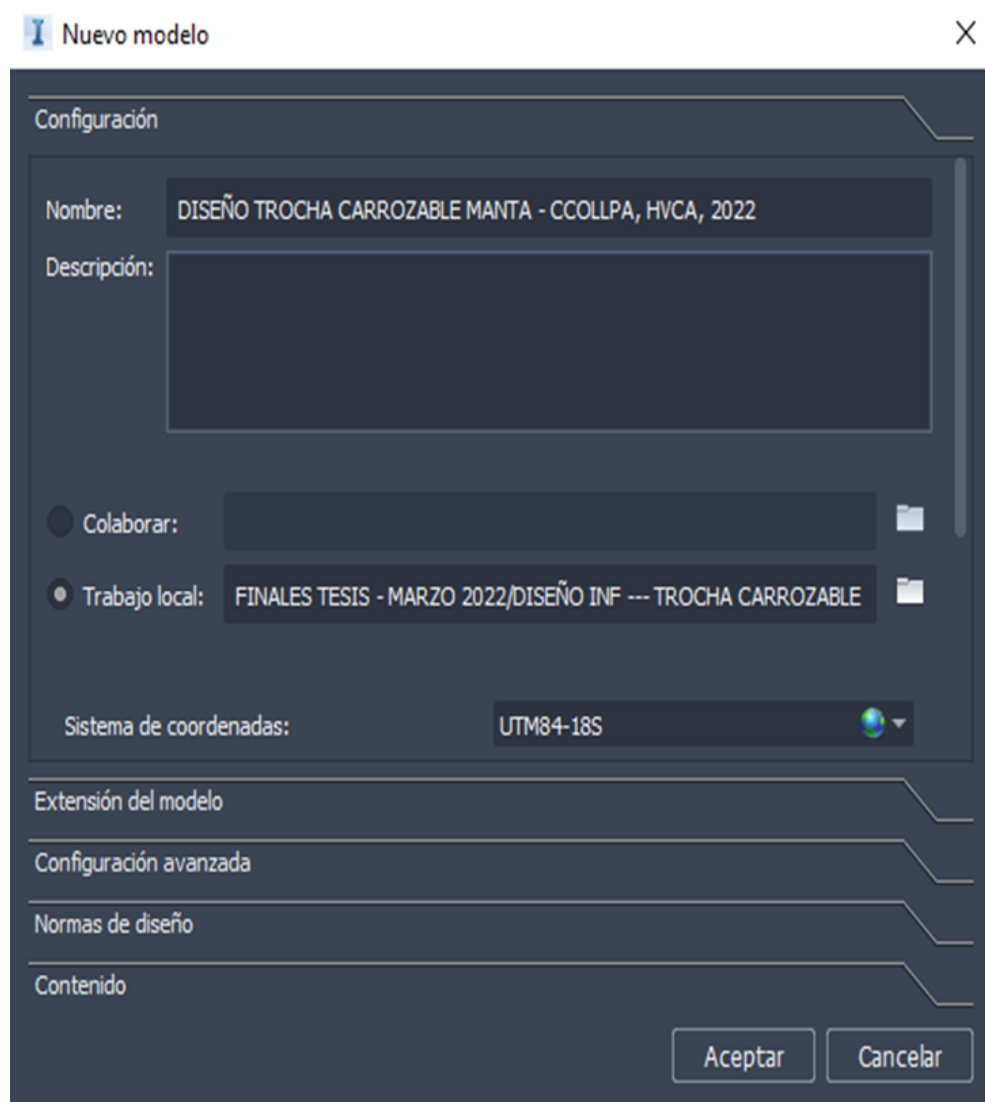 Nuevo modelo
Configuración
Nombre: DISEÑO TROCHA CARROZABLE MANTA - CCOLLPA, HVCA, 2022
Descripción:
Colaborar:
Trabajo local: FINALES TESIS - MARZO 2022/DISEÑO INF --- TROCHA CARROZABLE
Sistema de coordenadas: UTM84-18S
Extensión del modelo
Configuración avanzada
Normas de diseño
Contenido
Aceptar Cancelar